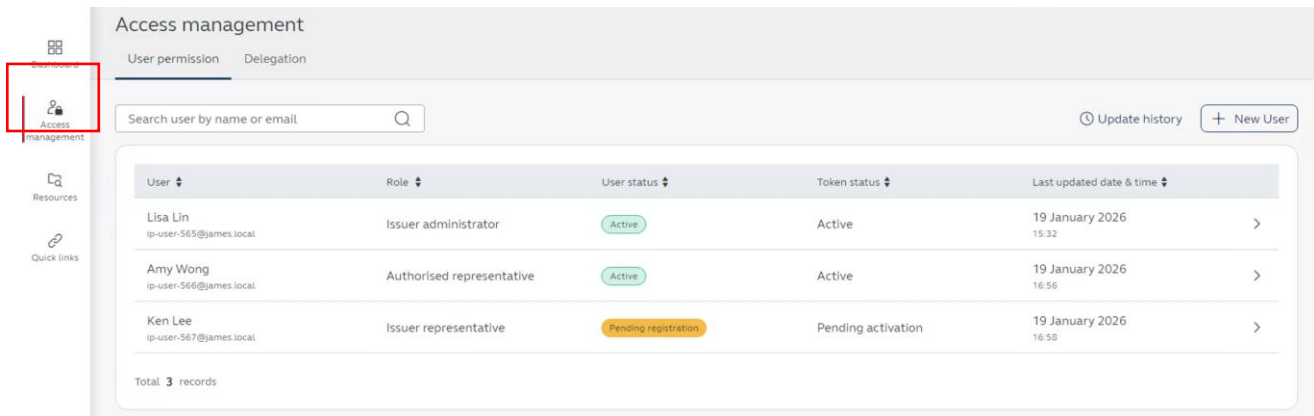 Access management
User permission Delegation
Dashboard
Access
management
Resources
Quick links
Search user by name or email
Update history
+ New User
User Role User status Token status Last updated date & time
Lisa Lin Issuer administrator Active Active 19 January 2026
ip-user-565@james.local 15:32
Amy Wong Authorised representative Active Active 19 January 2026
ip-user-566@james.local 16:56
Ken Lee Issuer representative Pending registration Pending activation 19 January 2026
ip-user-567@james.local 16:58
Total 3 records